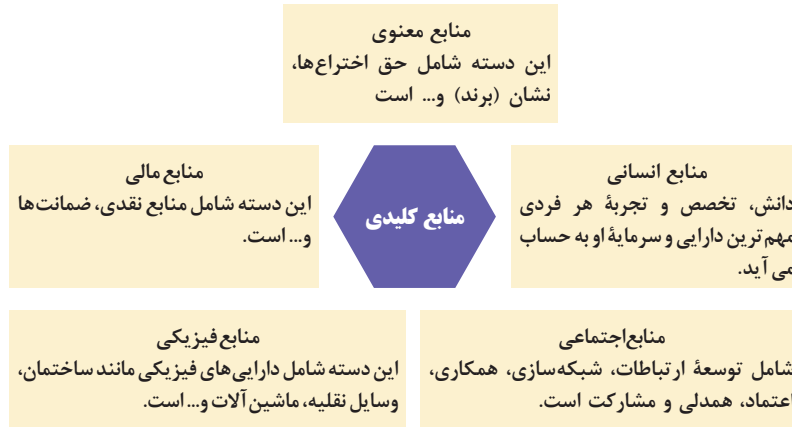 منابع معنوی
این دسته شامل حق اختراع‌ها،
نشان (برند) و... است
منابع انسانی
دانش، تخصص و تجربهٔ هر فردی
مهم‌ترین دارایی و سرمایهٔ او به حساب
می آید.
منابع کلیدی
منابع مالی
این دسته شامل منابع نقدی، ضمانت‌ها
و... است.
منابع‌اجتماعی
شامل توسعهٔ ارتباطات، شبکه‌سازی، همکاری،
اعتماد، همدلی و مشارکت است.
منابع فیزیکی
این دسته شامل دارایی‌های فیزیکی مانند ساختمان،
وسایل نقلیه، ماشین‌آلات و... است.